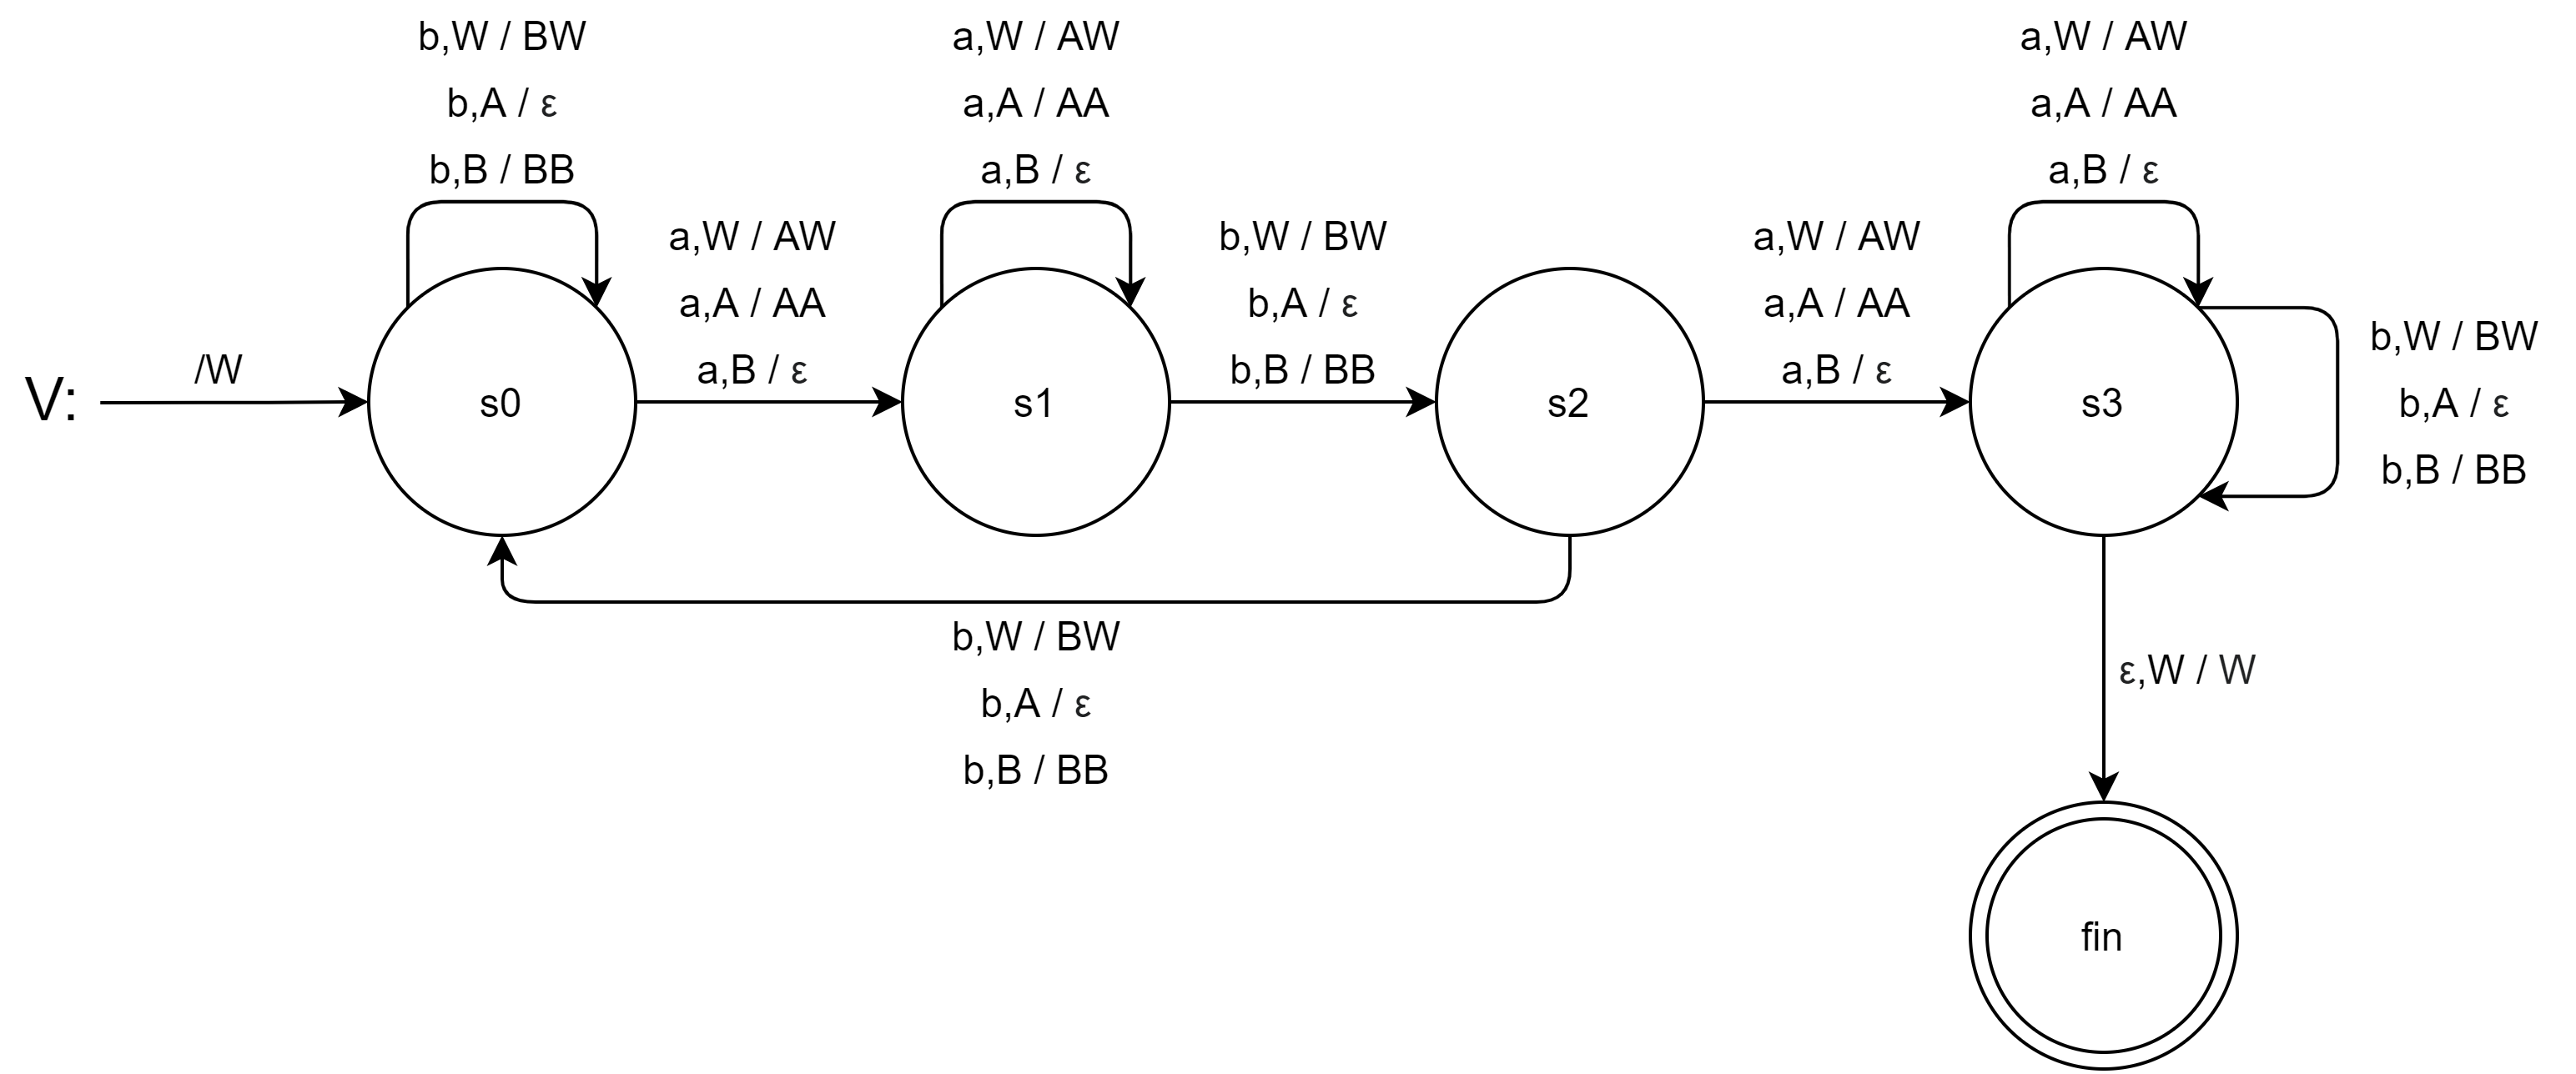 b,W / BW
b,A / ε
b,B / BB
a,W / AW
a,A / AA
a,B / ε
a,W / AW
a,A / AA
a,B / ε
a,W / AW
a,A / AA
a,B / ε
b,W / BW
b,A / ε
b,B / BB
a,W / AW
a,A / AA
a,B / ε
V:
/W
s0
s1
s2
s3
b,W / BW
b,A / ε
b,B / BB
b,W / BW
b,A / ε
b,B / BB
ε,W / W
fin